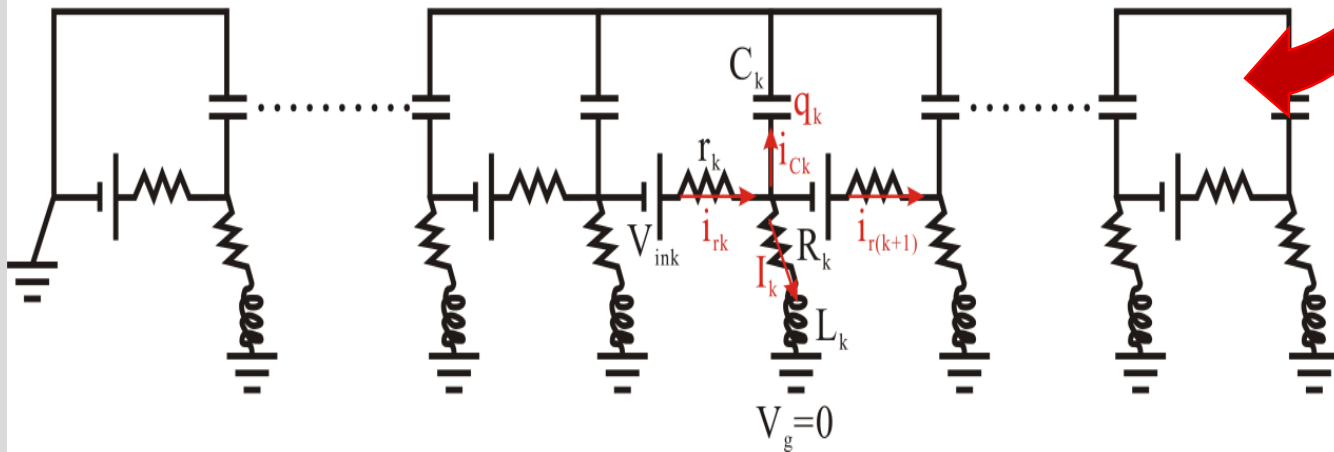 C_k
q_k
r_k
i_Ck
V_ink
i_rk
R_k
i_r(k+1)
I_k
L_k
V_g=0